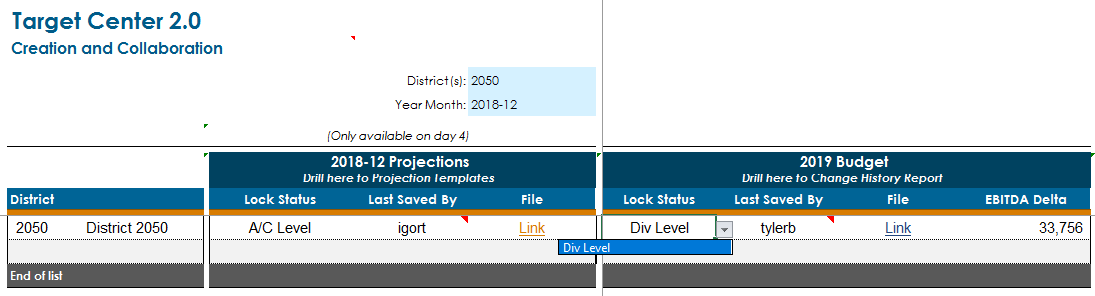 Target Center 2.0
Creation and Collaboration
District(s): 2050
Year Month: 2018-12
(Only available on day 4)
2018-12 Projections 2019 Budget
Drill here to Projection Templates Drill here to Change History Report
District Lock Status Last Saved By File Lock Status Last Saved By File EBITDA Delta
2050 District 2050 A/C Level igort Link Div Level tylerb Link 33,756
Div Level
End of list